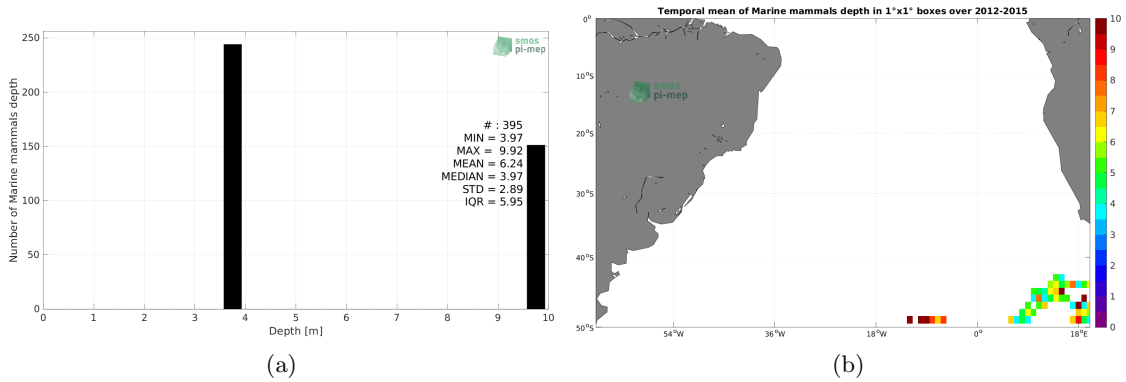 250
200
150
100
50
0
Number of Marine mammals depth
smos
pi-mep
# : 395
MIN = 3.97
MAX = 9.92
MEAN = 6.24
MEDIAN = 3.97
STD = 2.89
IQR = 5.95
0 1 2 3 4 5 6 7 8 9 10
Depth [m]
(a)
Temporal mean of Marine mammals depth in 1°x1° boxes over 2012-2015
0°
10°S
20°S
30°S
40°S
50°S
smos
pi-mep
54°W 36°W 18°W 0° 18°E
10
9
8
7
6
5
4
3
2
1
0
(b)